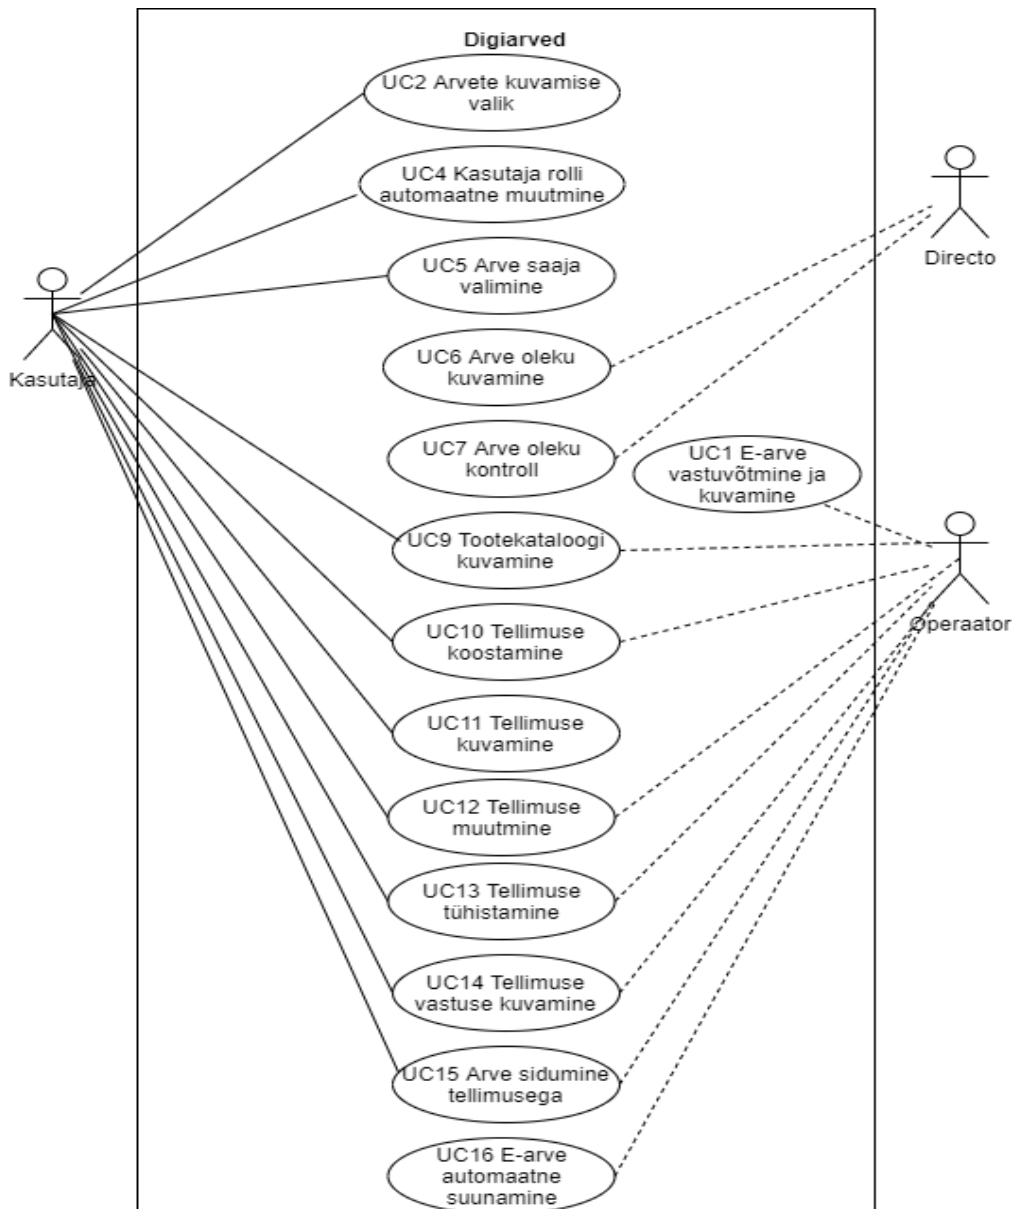 Digiarved
UC2 Arvete kuvamise
valik
UC4 Kasutaja rolli
automaatne muutmine
UC5 Arve saaja
valimine
Directo
UC6 Arve oleku
kuvamine
Kasutaja
UC7 Arve oleku
kontroll
UC1 E-arve
vastuvõtmine ja
kuvamine
UC9 Tootekataloogi
kuvamine
UC10 Tellimuse
koostamine
Operaator
UC11 Tellimuse
kuvamine
UC12 Tellimuse
muutmine
UC13 Tellimuse
tühistamine
UC14 Tellimuse
vastuse kuvamine
UC15 Arve sidumine
tellimusega
UC16 E-arve
automaatne
suunamine